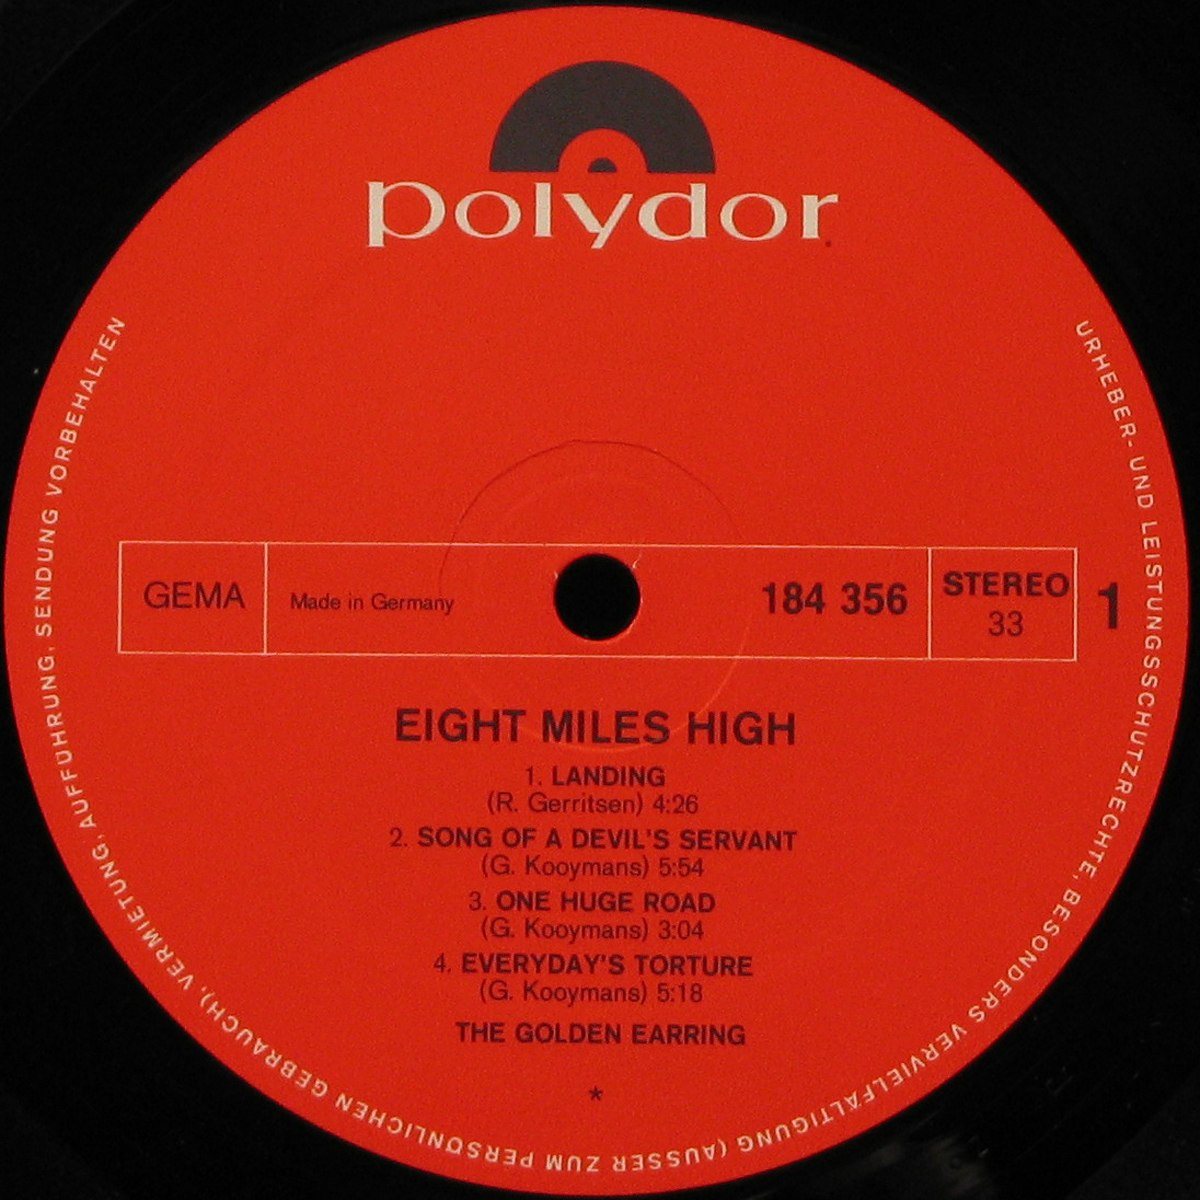 polydor
GEMA
Made in Germany
184 356
STEREO
33
1
EIGHT MILES HIGH
1. LANDING
(R. Gerritsen) 4:26
2. SONG OF A DEVIL'S SERVANT
(G. Kooymans) 5:54
3. ONE HUGE ROAD
(G. Kooymans) 3:04
4. EVERYDAY'S TORTURE
(G. Kooymans) 5:18
THE GOLDEN EARRING
*
URHEBER- UND LEISTUNGSSCHUTZRECHTE, BESONDERS VERVIELFÄLTIGUNG (AUSSER ZUM PERSÖNLICHEN GEBRAUCH), VERMIETUNG, AUFFÜHRUNG, SENDUNG VORBEHALTEN